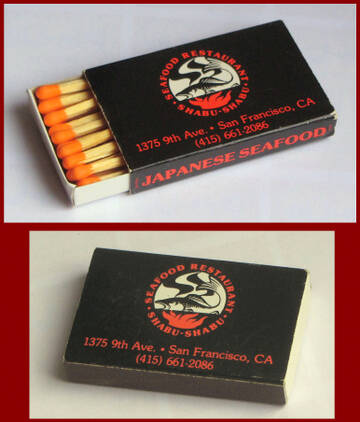 SEAFOOD RESTAURANT
SHABU-SHABU
1375 9th Ave. • San Francisco, CA
(415) 661-2086
JAPANESE SEAFOOD
SEAFOOD RESTAURANT
SHABU-SHABU
1375 9th Ave. • San Francisco, CA
(415) 661-2086